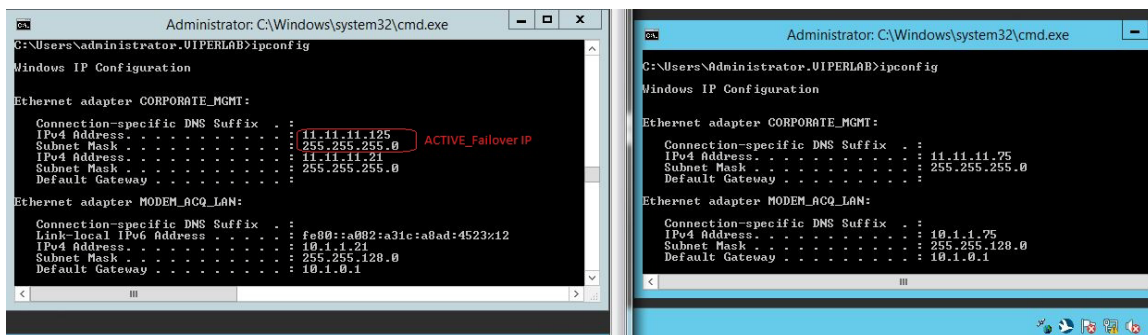 Administrator: C:\Windows\system32\cmd.exe
C:\Users\administrator.VIPERLAB>ipconfig
Windows IP Configuration
Ethernet adapter CORPORATE_MGMT:
Connection-specific DNS Suffix . :
IPv4 Address. . . . . . . . . . . : 11.11.11.125
Subnet Mask . . . . . . . . . . . : 255.255.255.0
ACTIVE_Failover IP
IPv4 Address. . . . . . . . . . . : 11.11.11.21
Subnet Mask . . . . . . . . . . . : 255.255.255.0
Default Gateway . . . . . . . . . :
Ethernet adapter MODEM_ACQ_LAN:
Connection-specific DNS Suffix . :
Link-local IPv6 Address . . . . . : fe80::a082:a31c:a8ad:4523%12
IPv4 Address. . . . . . . . . . . : 10.1.1.21
Subnet Mask . . . . . . . . . . . : 255.255.128.0
Default Gateway . . . . . . . . . : 10.1.0.1
Administrator: C:\Windows\system32\cmd.exe
C:\Users\Administrator.VIPERLAB>ipconfig
Windows IP Configuration
Ethernet adapter CORPORATE_MGMT:
Connection-specific DNS Suffix . :
IPv4 Address. . . . . . . . . . . : 11.11.11.75
Subnet Mask . . . . . . . . . . . : 255.255.255.0
Default Gateway . . . . . . . . . :
Ethernet adapter MODEM_ACQ_LAN:
Connection-specific DNS Suffix . :
IPv4 Address. . . . . . . . . . . : 10.1.1.75
Subnet Mask . . . . . . . . . . . : 255.255.128.0
Default Gateway . . . . . . . . . : 10.1.0.1